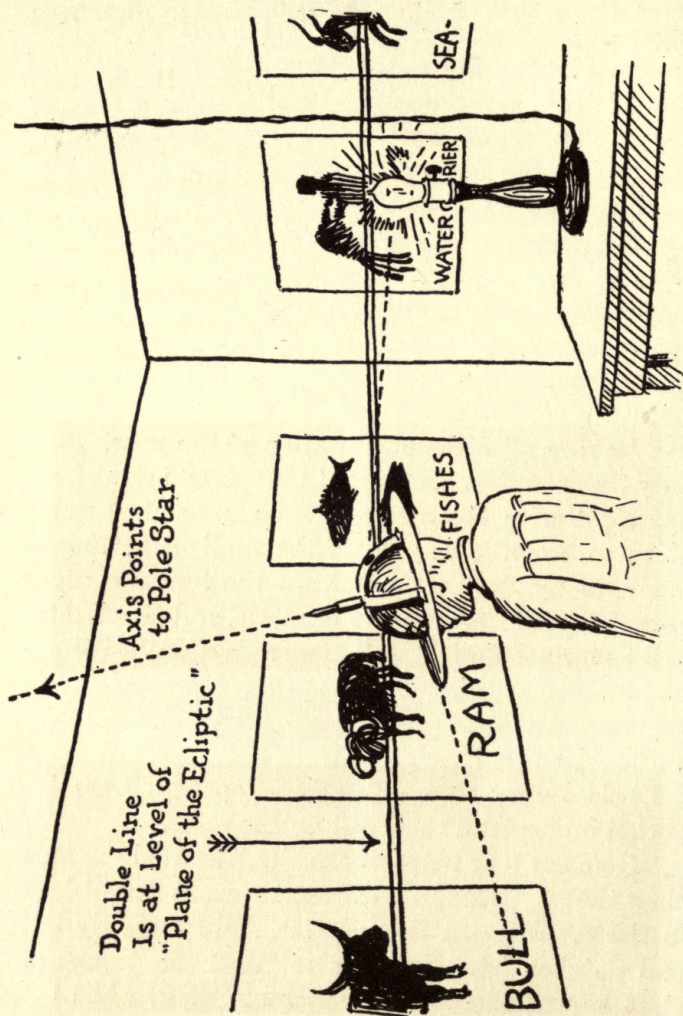 Double Line
Is at Level of
"Plane of the Ecliptic"
Axis Points
to Pole Star
BULL
RAM
FISHES
WATER C RIER
SEA-